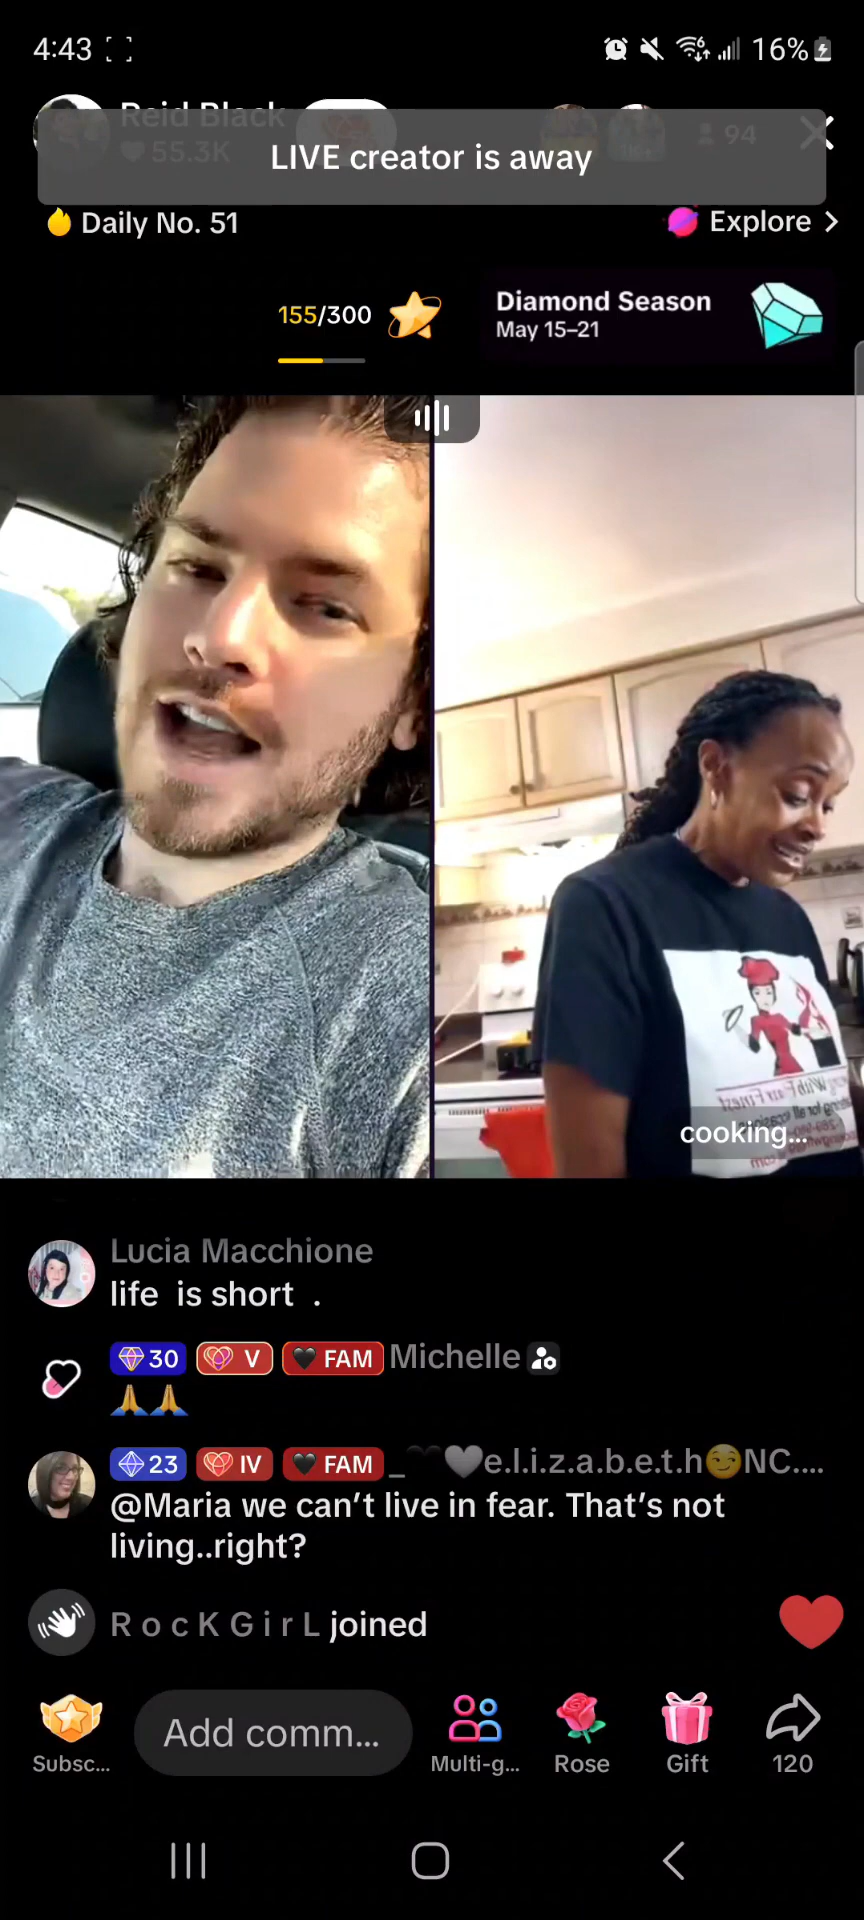 4:43
16%
Reid Black
55.3K
94
LIVE creator is away
Daily No. 51
Explore >
155/300
Diamond Season
May 15–21
cooking...
Lucia Macchione
life is short .
30 V FAM Michelle
🙏🙏
23 IV FAM _🖤🤍e.l.i.z.a.b.e.t.h😏NC....
@Maria we can't live in fear. That's not
living..right?
R o c K G i r L joined
Add comm...
Subsc...
Multi-g...
Rose
Gift
120